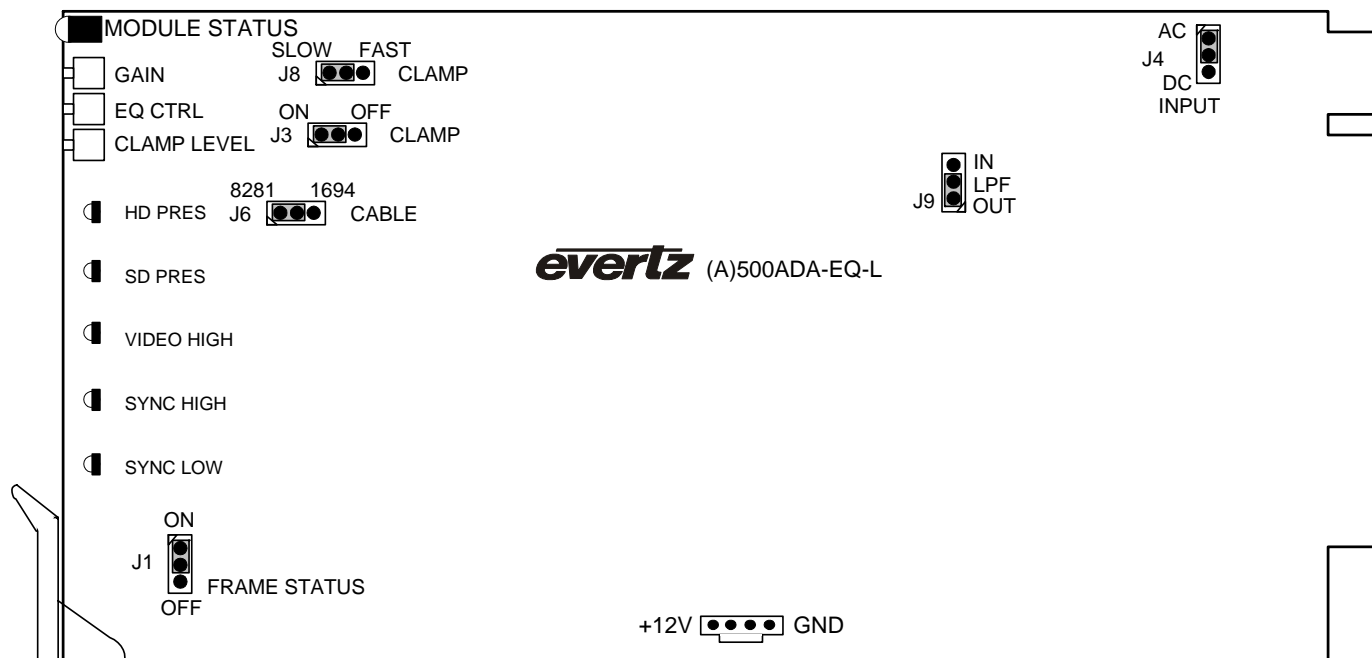 MODULE STATUS
GAIN
EQ CTRL
CLAMP LEVEL
SLOW FAST
J8 CLAMP
ON OFF
J3 CLAMP
AC
J4
DC
INPUT
HD PRES
8281 1694
J6 CABLE
IN
LPF
J9 OUT
SD PRES
evertz (A)500ADA-EQ-L
VIDEO HIGH
SYNC HIGH
SYNC LOW
ON
J1
FRAME STATUS
OFF
+12V GND